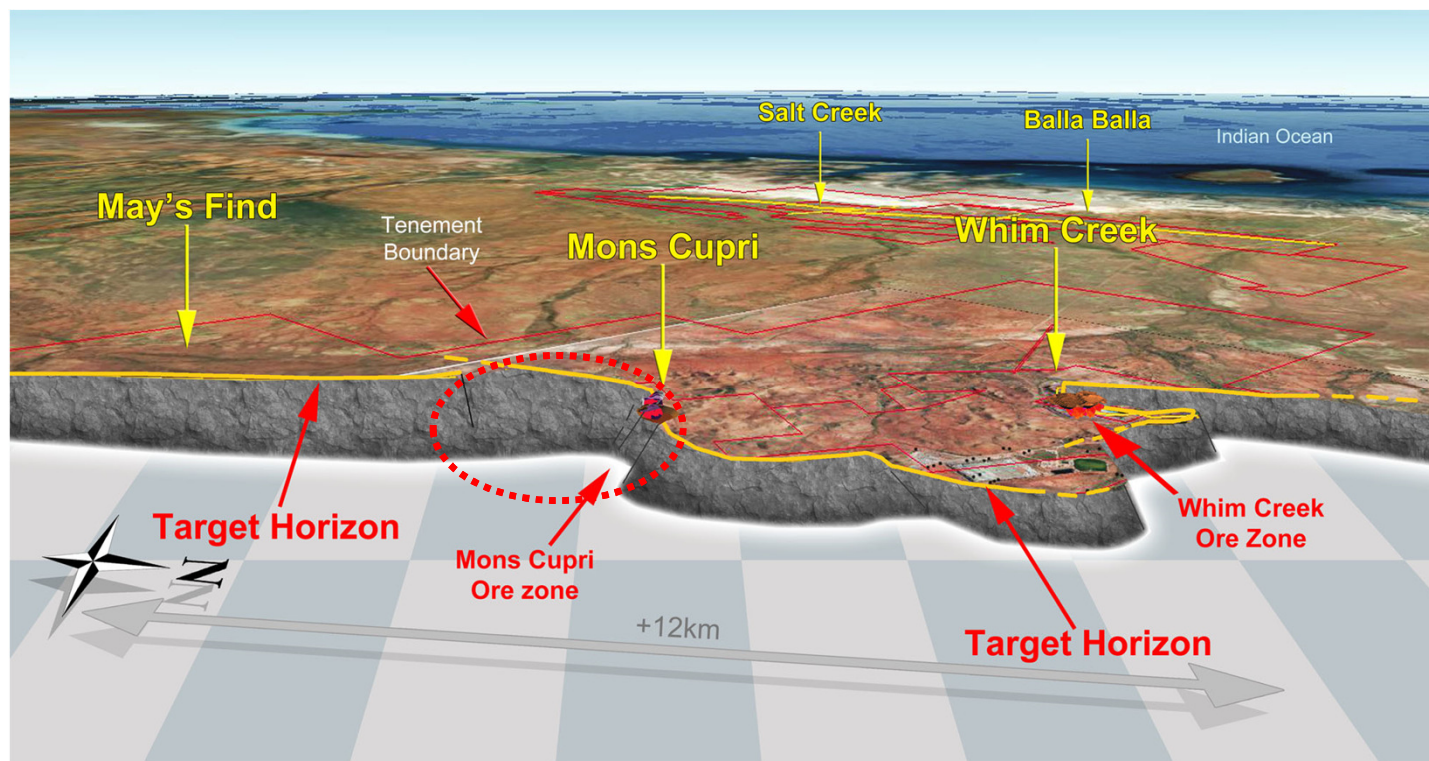 Salt Creek
Balla Balla
Indian Ocean
May's Find
Tenement
Boundary
Mons Cupri
Whim Creek
Target Horizon
Mons Cupri
Ore zone
Whim Creek
Ore Zone
N
+12km
Target Horizon